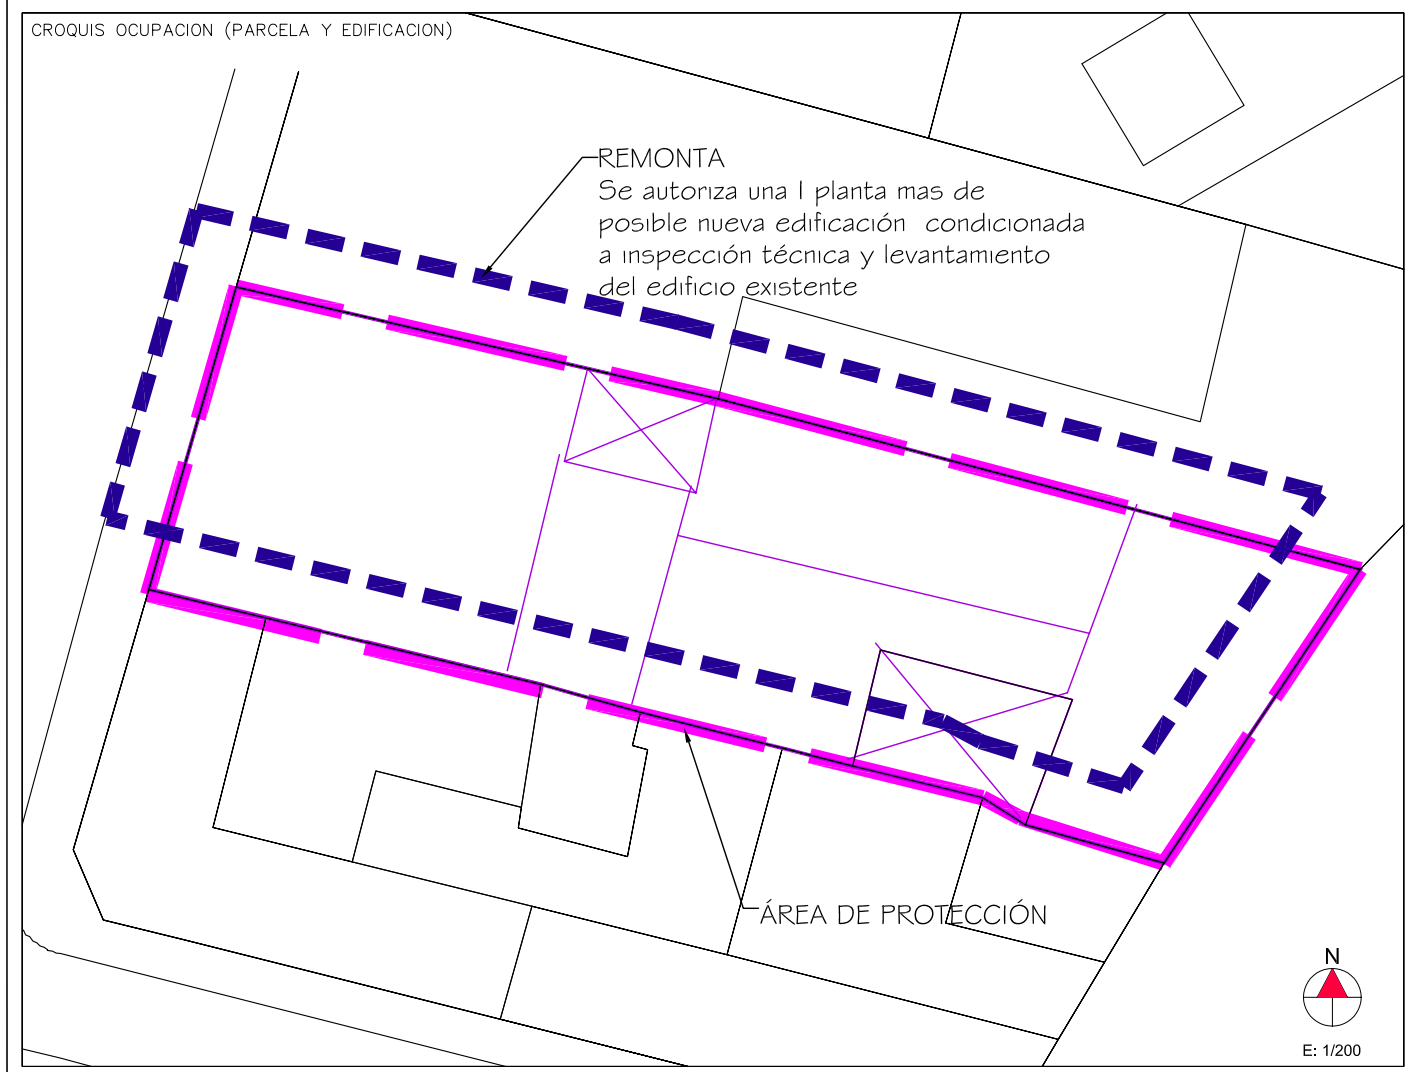 CROQUIS OCUPACION (PARCELA Y EDIFICACION)
REMONTA
Se autoriza una 1 planta mas de
posible nueva edificación condicionada
a inspección técnica y levantamiento
del edificio existente
ÁREA DE PROTECCIÓN
N
E: 1/200